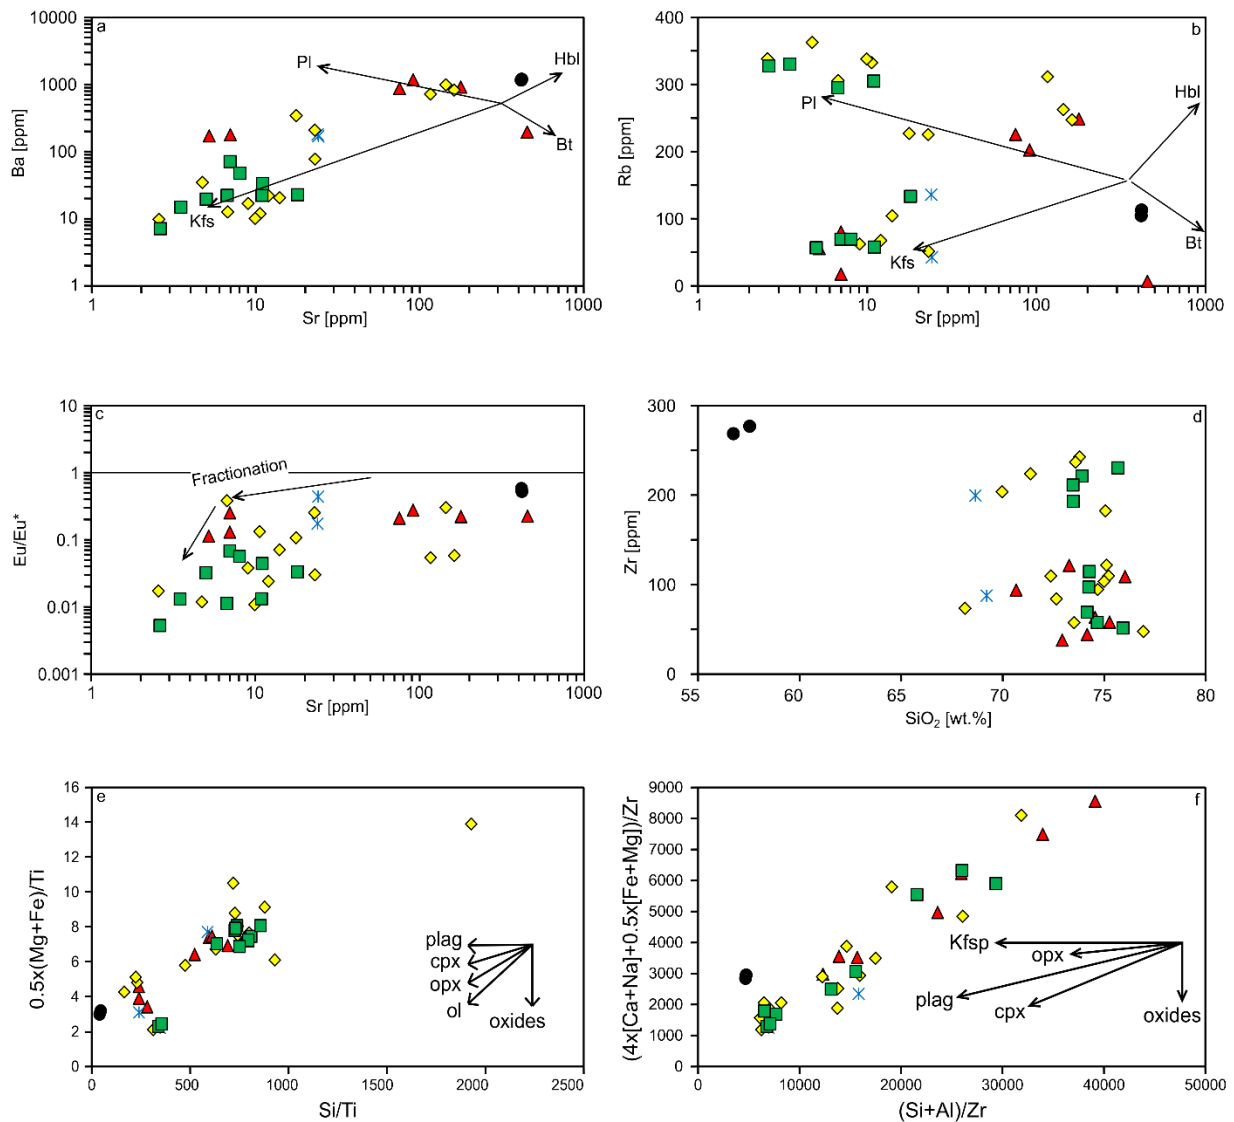 10000
1000
100
10
1
Ba [ppm]
a
Pl
Hbl
Bt
Kfs
1
10
100
1000
Sr [ppm]
400
300
200
100
0
Rb [ppm]
b
Pl
Hbl
Bt
Kfs
1
10
100
1000
Sr [ppm]
10
1
0.1
0.01
0.001
Eu/Eu*
c
Fractionation
1
10
100
1000
Sr [ppm]
300
200
100
0
Zr [ppm]
d
55
60
65
70
75
80
SiO₂ [wt.%]
16
14
12
10
8
6
4
2
0
0.5x(Mg+Fe)/Ti
e
plag
cpx
opx
ol
oxides
0
500
1000
1500
2000
2500
Si/Ti
9000
8000
7000
6000
5000
4000
3000
2000
1000
0
(4x[Ca+Na]+0.5x[Fe+Mg])/Zr
f
Kfsp
opx
plag
cpx
oxides
0
10000
20000
30000
40000
50000
(Si+Al)/Zr